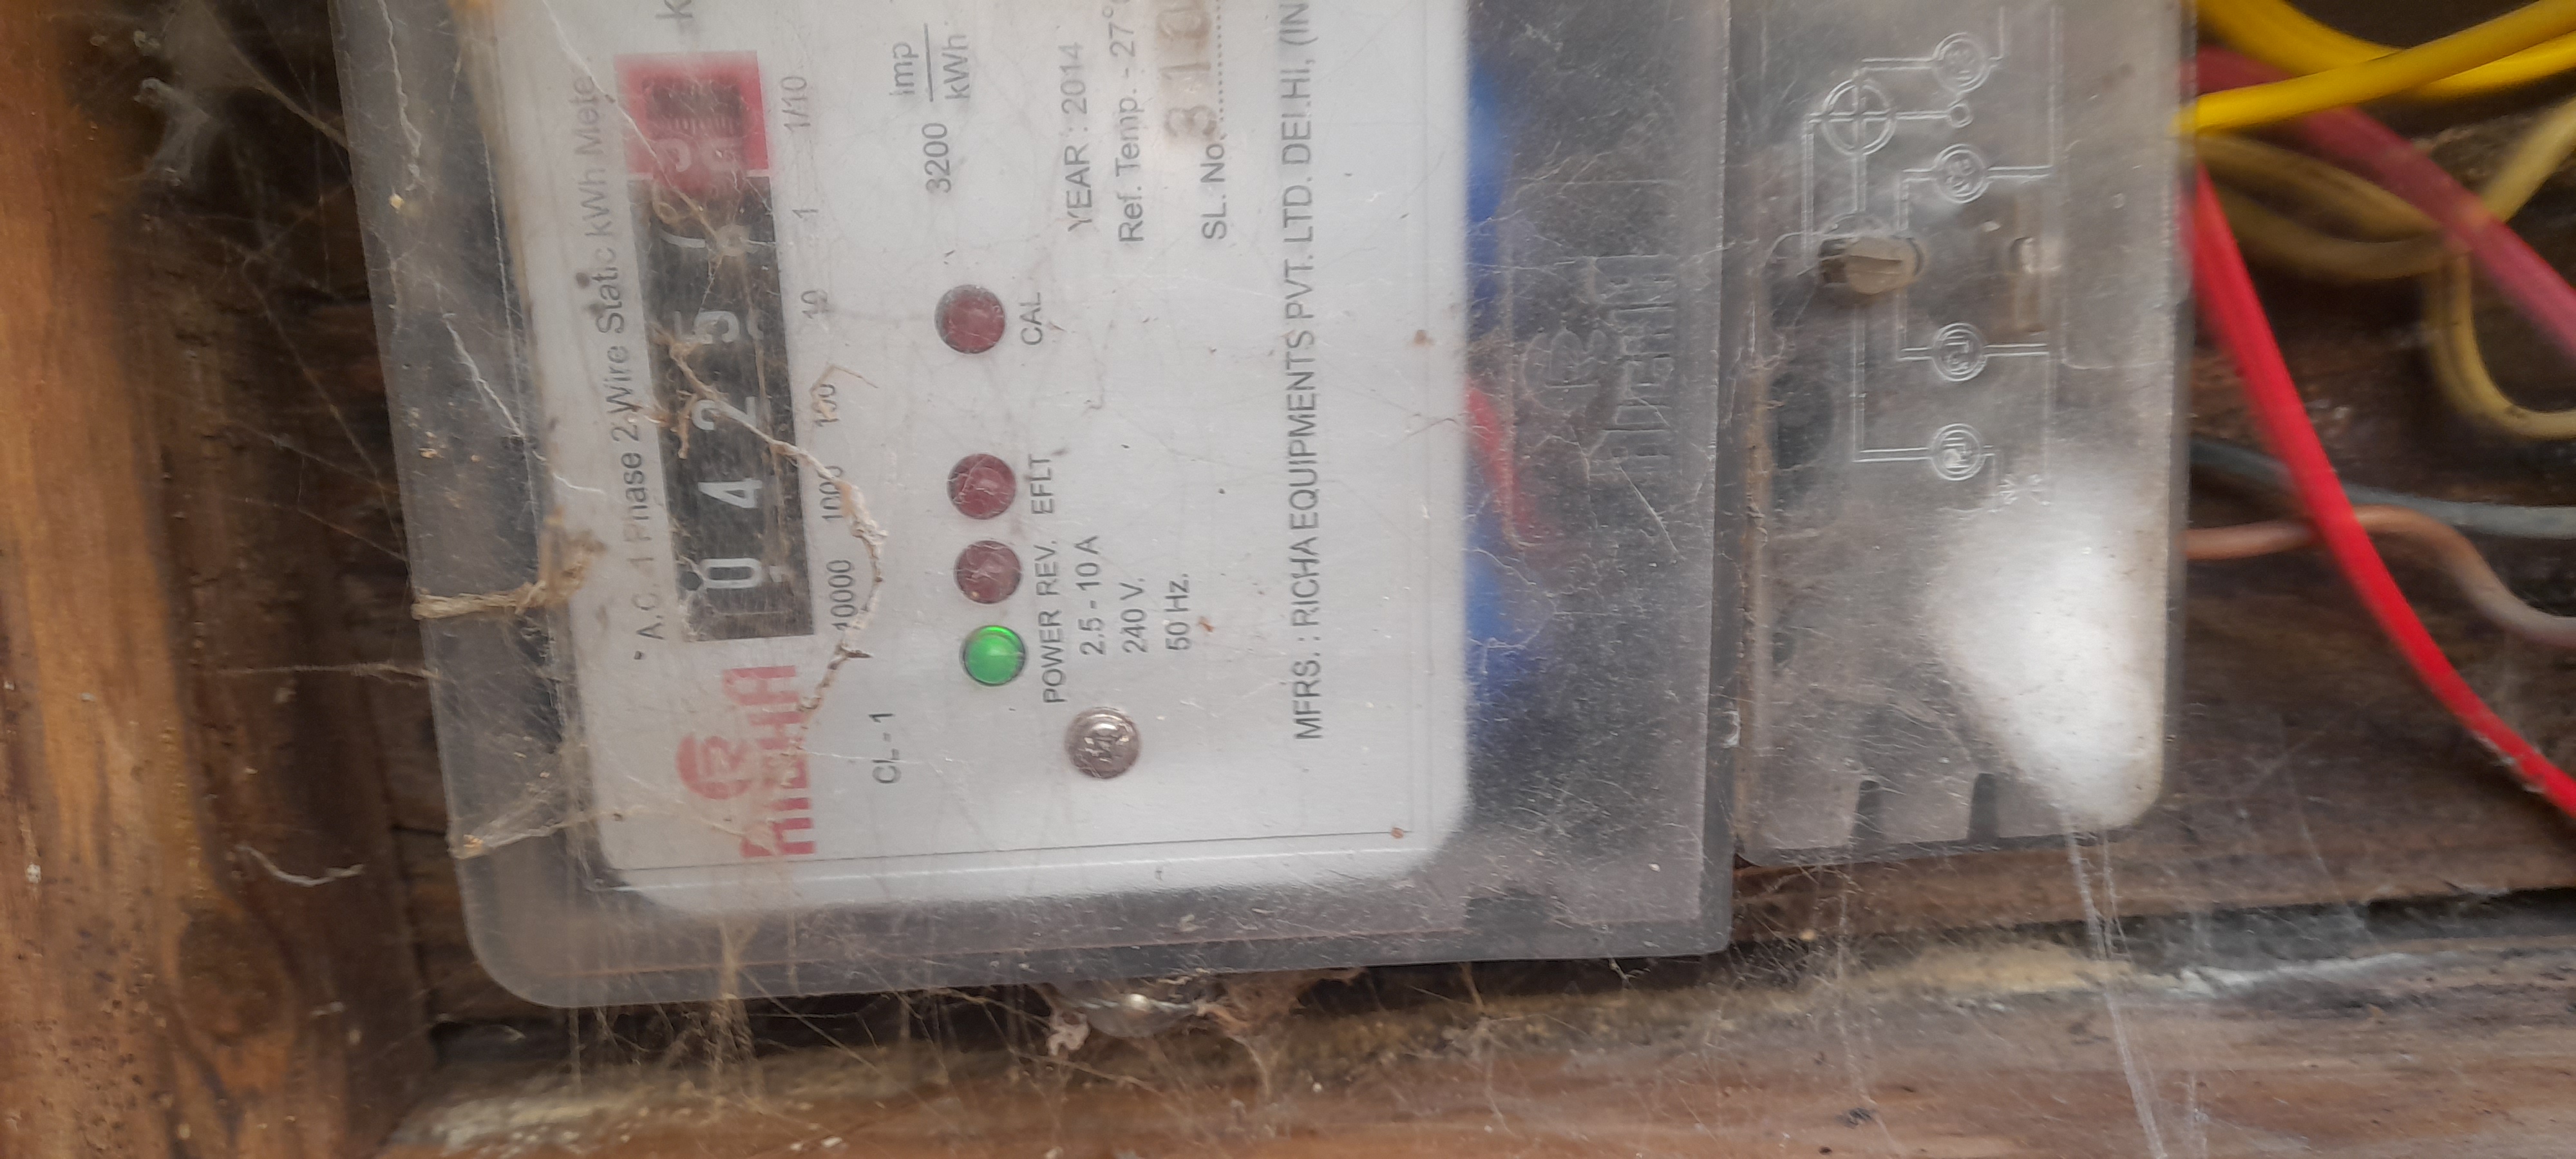 A.C. 1 Phase 2 Wire Static kWh Meter
0 4 2 5
10000 1000 100 10 1 1/10
RICHA
CL - 1
3200 imp/kWh
POWER REV. EFLT CAL
2.5 - 10 A
240 V.
50 Hz.
YEAR : 2014
Ref. Temp. - 27°
SL. No. 310
MFRS. : RICHA EQUIPMENTS PVT. LTD. DELHI, (IN